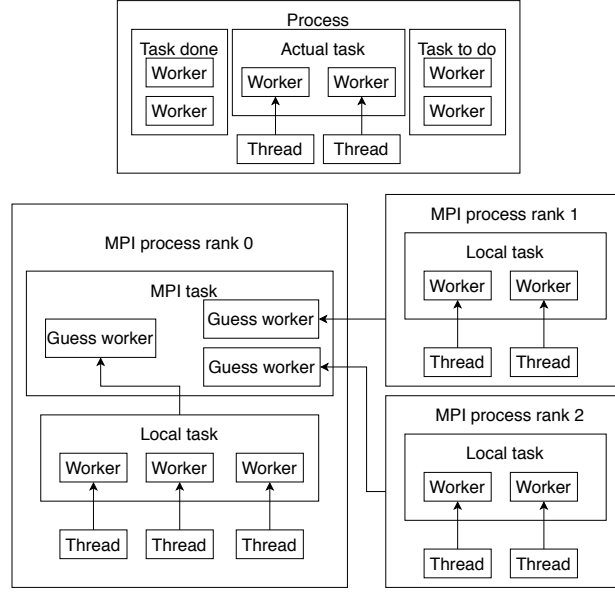 Process
Task done
Actual task
Task to do
Worker
Worker
Worker
Worker
Worker
Worker
Thread
Thread
MPI process rank 0
MPI task
Guess worker
Guess worker
Guess worker
Local task
Worker
Worker
Worker
Thread
Thread
Thread
MPI process rank 1
Local task
Worker
Worker
Thread
Thread
MPI process rank 2
Local task
Worker
Worker
Thread
Thread